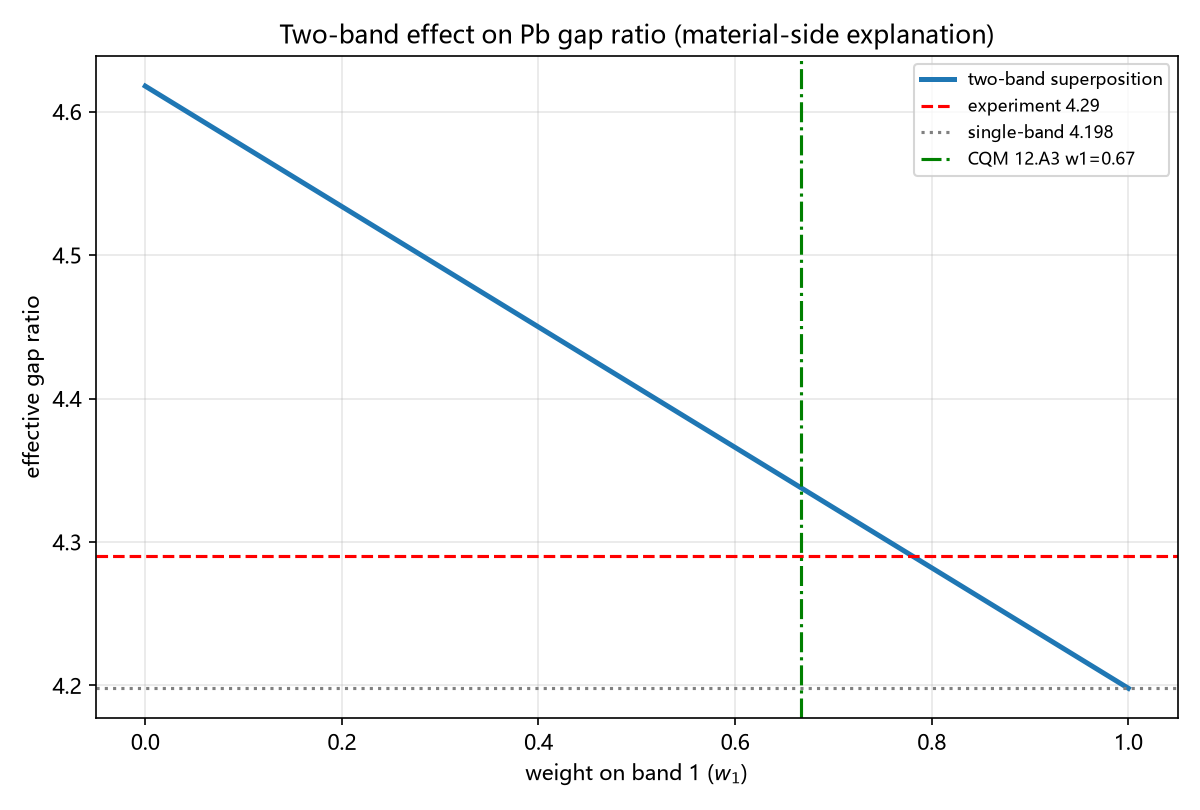 Two-band effect on Pb gap ratio (material-side explanation)
two-band superposition
experiment 4.29
single-band 4.198
CQM 12.A3 w1=0.67
effective gap ratio
4.6
4.5
4.4
4.3
4.2
0.0 0.2 0.4 0.6 0.8 1.0
weight on band 1 (w₁)